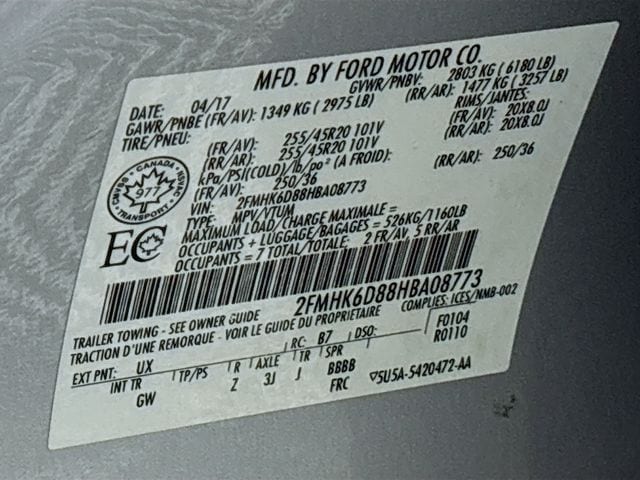 MFD. BY FORD MOTOR CO.
DATE: 04/17 GVWR/PNBV: 2803 KG ( 6180 LB)
GAWR/PNBE (FR/AV): 1349 KG ( 2975 LB) (RR/AR): 1477 KG ( 3257 LB)
TIRE/PNEU: RIMS/JANTES:
(FR/AV): 255/45R20 101V 20X8.0J
(RR/AR): 255/45R20 101V (RR/AR): 20X8.0J
kPa/PSI(COLD)/lb/po² (A FROID):
(FR/AV): 250/36 (RR/AR): 250/36
VIN: 2FMHK6D88HBA08773
TYPE: MPV/VTUM
MAXIMUM LOAD/CHARGE MAXIMALE =
OCCUPANTS + LUGGAGE/BAGAGES = 526KG/1160LB
OCCUPANTS = 7 TOTAL/TOTALE: 2 FR/AV, 5 RR/AR
CANADA
977
TRANSPORT
EC
2FMHK6D88HBA08773
COMPLIES: ICES/NMB-002
TRAILER TOWING - SEE OWNER GUIDE
TRACTION D'UNE REMORQUE - VOIR LE GUIDE DU PROPRIETAIRE
F0104
R0110
EXT PNT: UX RC: B7 DSO:
INT TR TP/PS R AXLE TR SPR
GW Z 3J J BBBB
FRC ▽5U5A-5420472-AA